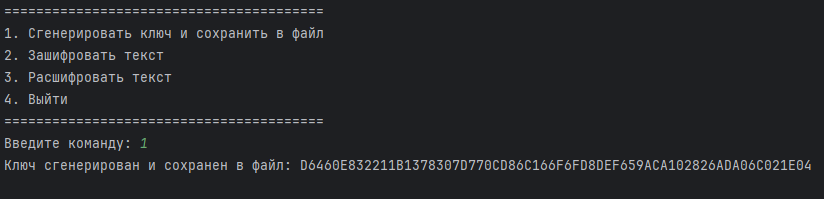 ========================================
1. Сгенерировать ключ и сохранить в файл
2. Зашифровать текст
3. Расшифровать текст
4. Выйти
========================================
Введите команду: 1
Ключ сгенерирован и сохранен в файл: D6460E832211B1378307D770CD86C166F6FD8DEF659ACA102826ADA06C021E04